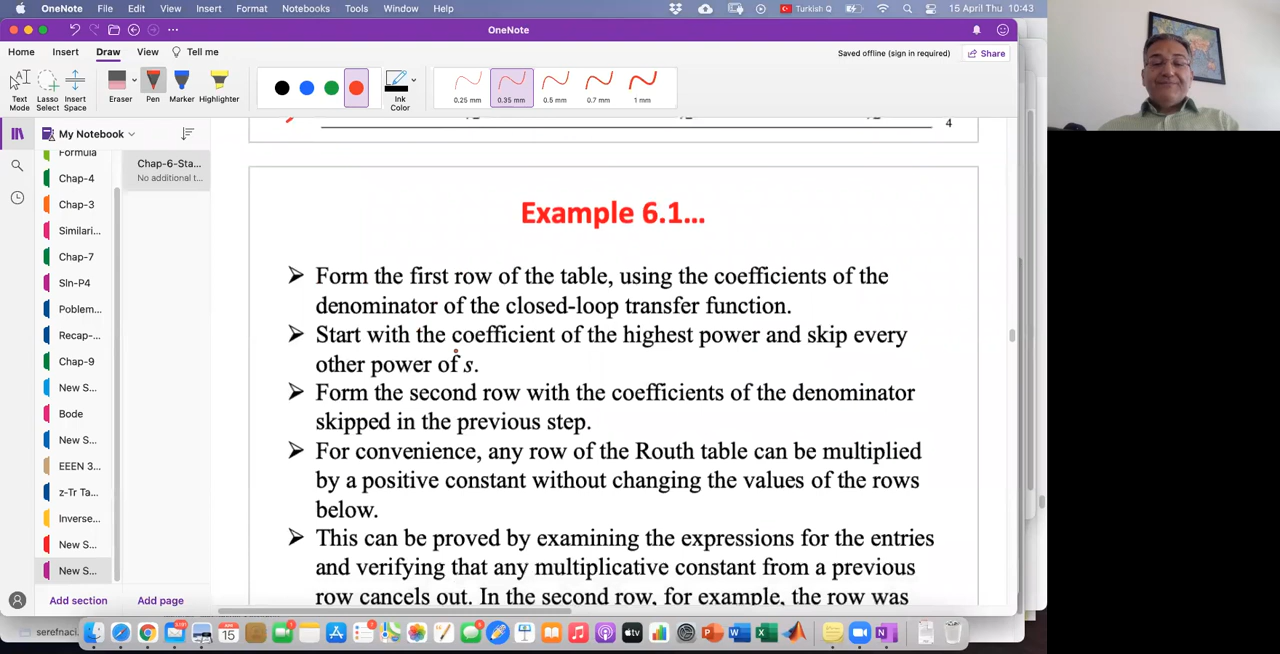 OneNote File Edit View Insert Format Notebooks Tools Window Help
Turkish Q 15 April Thu 10:43
OneNote
Home Insert Draw View Tell me
Saved offline (sign in required) Share
Text Mode Lasso Select Insert Space Eraser Pen Marker Highlighter Ink Color 0.25 mm 0.35 mm 0.5 mm 0.7 mm 1 mm
My Notebook
Formula
Chap-4
Chap-3
Similari...
Chap-7
Sln-P4
Poblem...
Recap-...
Chap-9
New S...
Bode
New S...
EEEN 3...
z-Tr Ta...
Inverse...
New S...
New S...
Add section Add page
Chap-6-Sta...
No additional t...
4
Example 6.1...
➢ Form the first row of the table, using the coefficients of the
denominator of the closed-loop transfer function.
➢ Start with the coefficient of the highest power and skip every
other power of s.
➢ Form the second row with the coefficients of the denominator
skipped in the previous step.
➢ For convenience, any row of the Routh table can be multiplied
by a positive constant without changing the values of the rows
below.
➢ This can be proved by examining the expressions for the entries
and verifying that any multiplicative constant from a previous
row cancels out. In the second row, for example, the row was
serefnaci